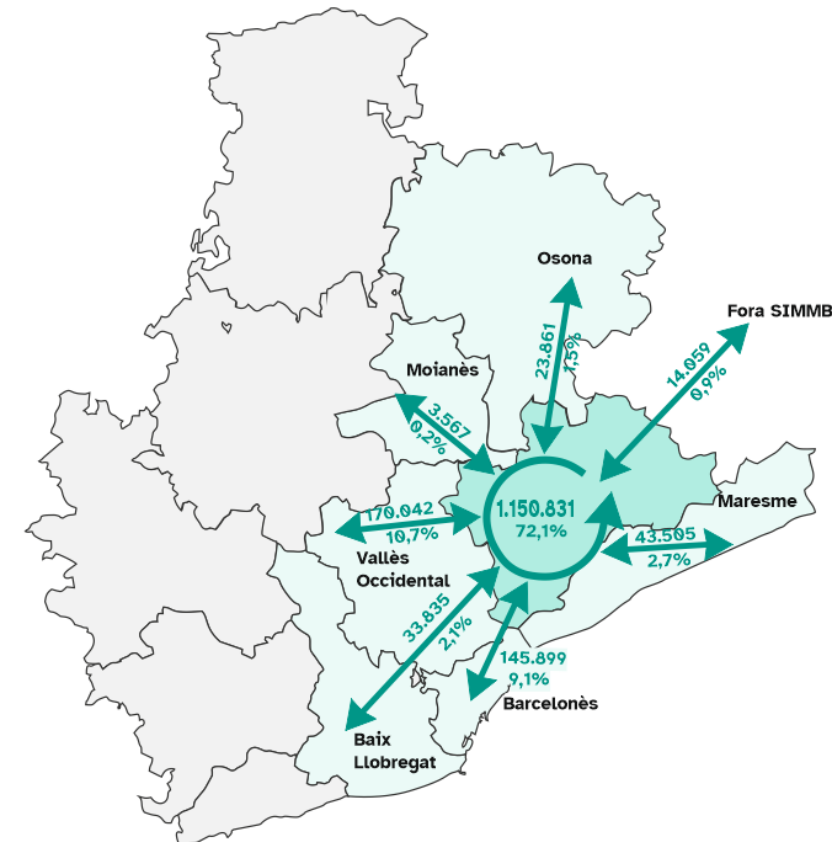 Osona
23.861
1,5%
Fora SIMMB
14.059
0,9%
Moianès
3.567
0,2%
1.150.831
72,1%
Maresme
43.505
2,7%
170.042
10,7%
Vallès
Occidental
33.835
2,1%
145.899
9,1%
Barcelonès
Baix
Llobregat